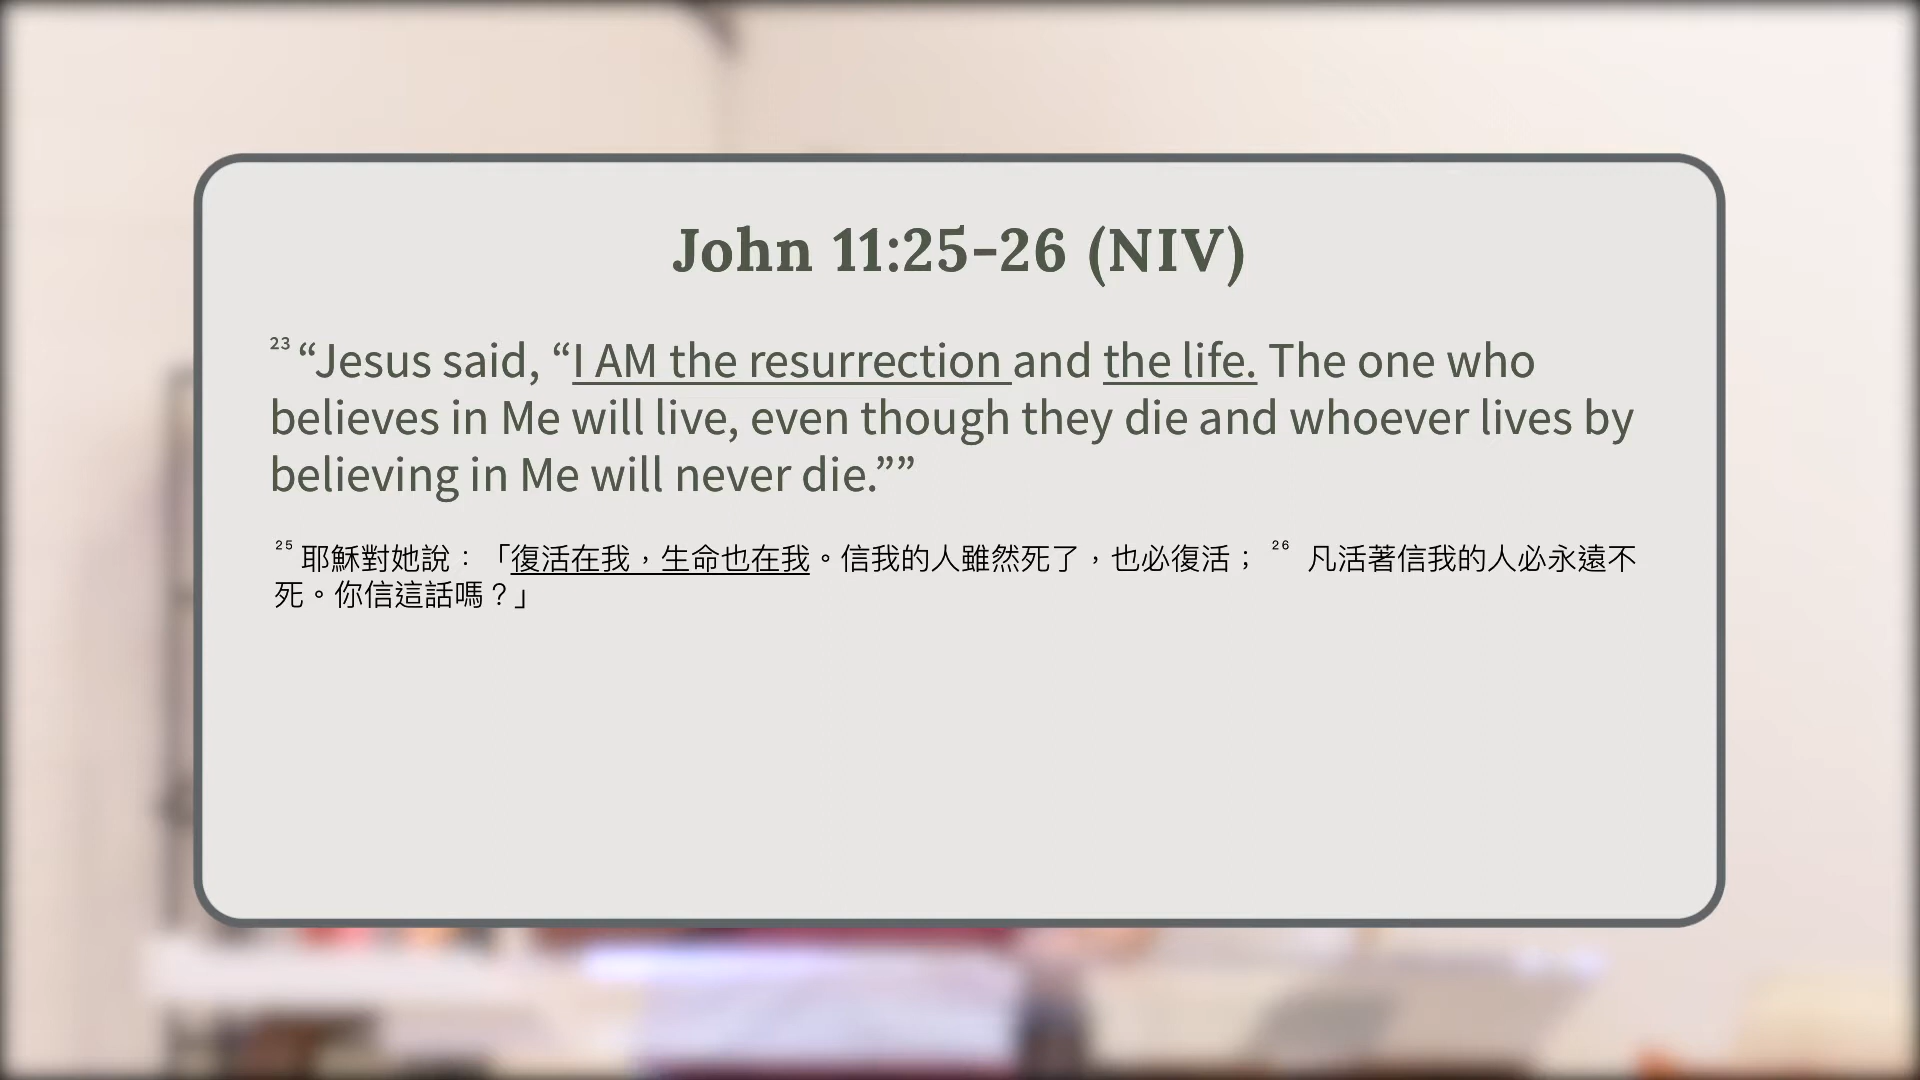 John 11:25-26 (NIV)
23 “Jesus said, “I AM the resurrection and the life. The one who
believes in Me will live, even though they die and whoever lives by
believing in Me will never die.””
25 耶穌對她說：「復活在我，生命也在我。信我的人雖然死了，也必復活； 26 凡活著信我的人必永遠不
死。你信這話嗎？」